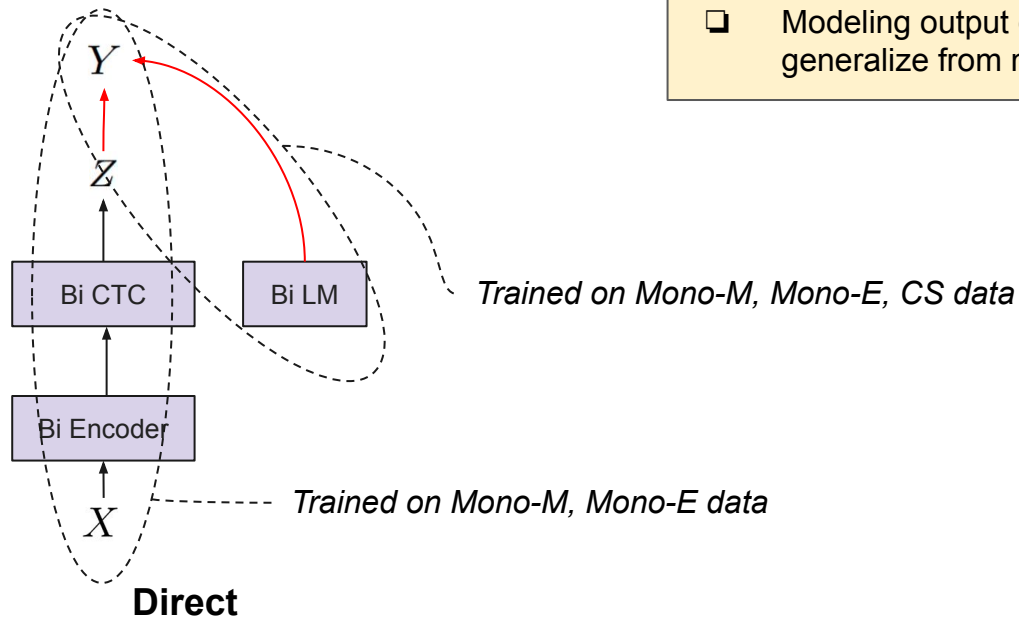 ❑ Modeling output
generalize from
Y
Z
Bi CTC
Bi LM
Trained on Mono-M, Mono-E, CS data
Bi Encoder
X
Trained on Mono-M, Mono-E data
Direct